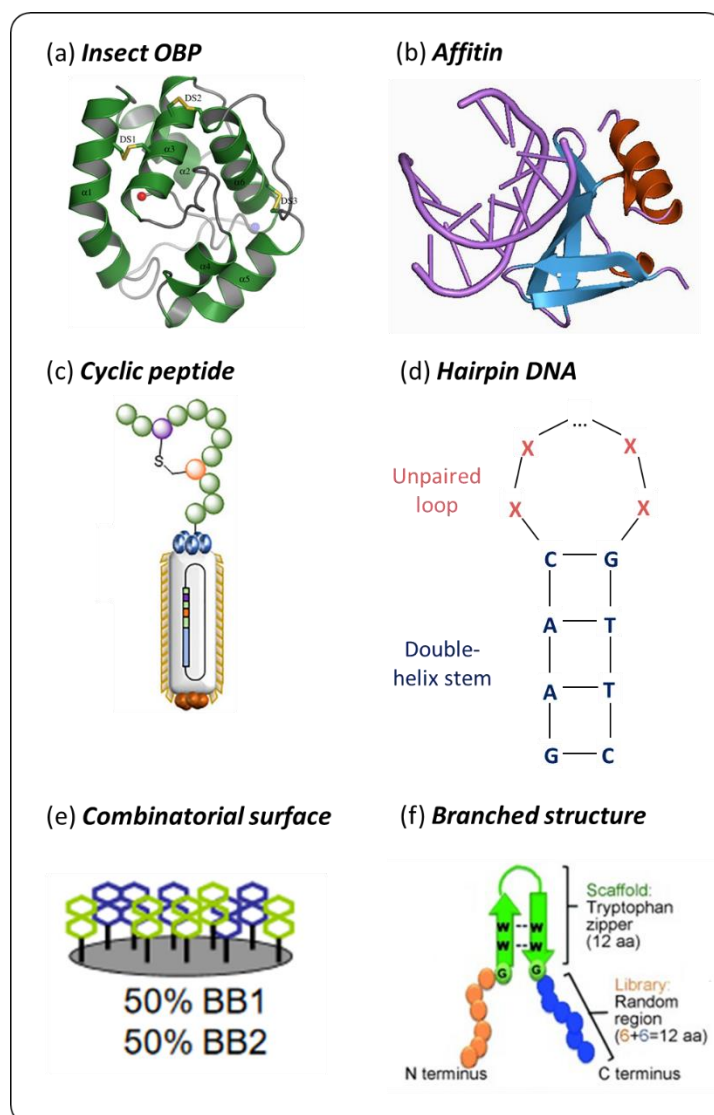 (a) Insect OBP
(b) Affitin
DS2
DS1
α3
α2
α1
α6
DS3
α4
α5
(c) Cyclic peptide
(d) Hairpin DNA
S
Unpaired
loop
...
X X
X X
C G
A T
Double-
helix stem
A T
G C
(e) Combinatorial surface
(f) Branched structure
50% BB1
50% BB2
Scaffold:
Tryptophan
zipper
(12 aa)
W W
W W
G G
Library:
Random
region
(6+6=12 aa)
N terminus
C terminus